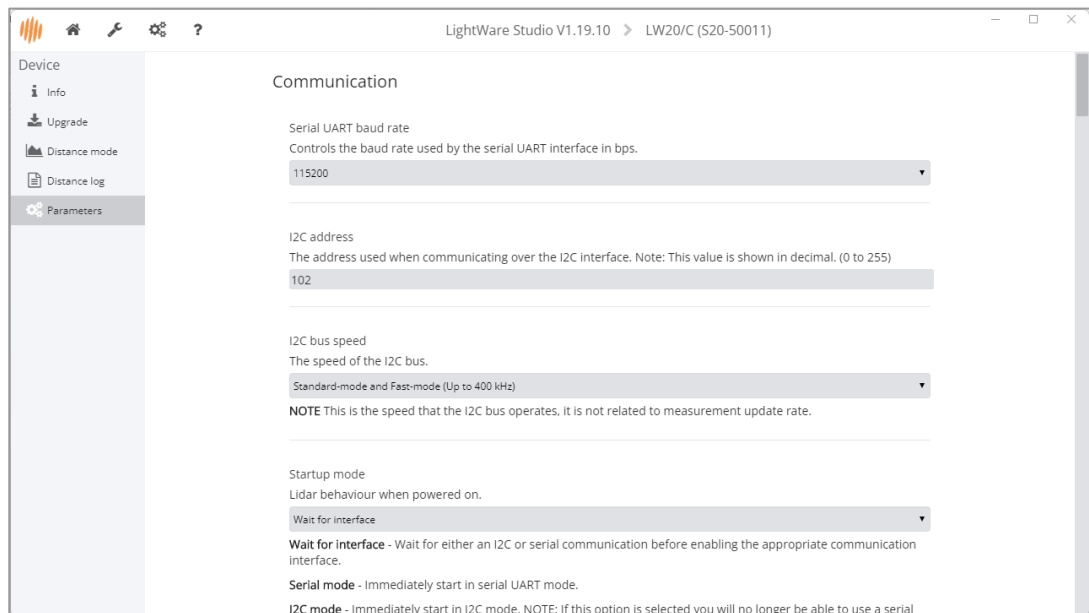 LightWare Studio V1.19.10 > LW20/C (S20-50011)
?
Device
Info
Upgrade
Distance mode
Distance log
Parameters
Communication
Serial UART baud rate
Controls the baud rate used by the serial UART interface in bps.
115200
I2C address
The address used when communicating over the I2C interface. Note: This value is shown in decimal. (0 to 255)
102
I2C bus speed
The speed of the I2C bus.
Standard-mode and Fast-mode (Up to 400 kHz)
NOTE This is the speed that the I2C bus operates, it is not related to measurement update rate.
Startup mode
Lidar behaviour when powered on.
Wait for interface
Wait for interface - Wait for either an I2C or serial communication before enabling the appropriate communication
interface.
Serial mode - Immediately start in serial UART mode.
I2C mode - Immediately start in I2C mode. NOTE: If this option is selected you will no longer be able to use a serial